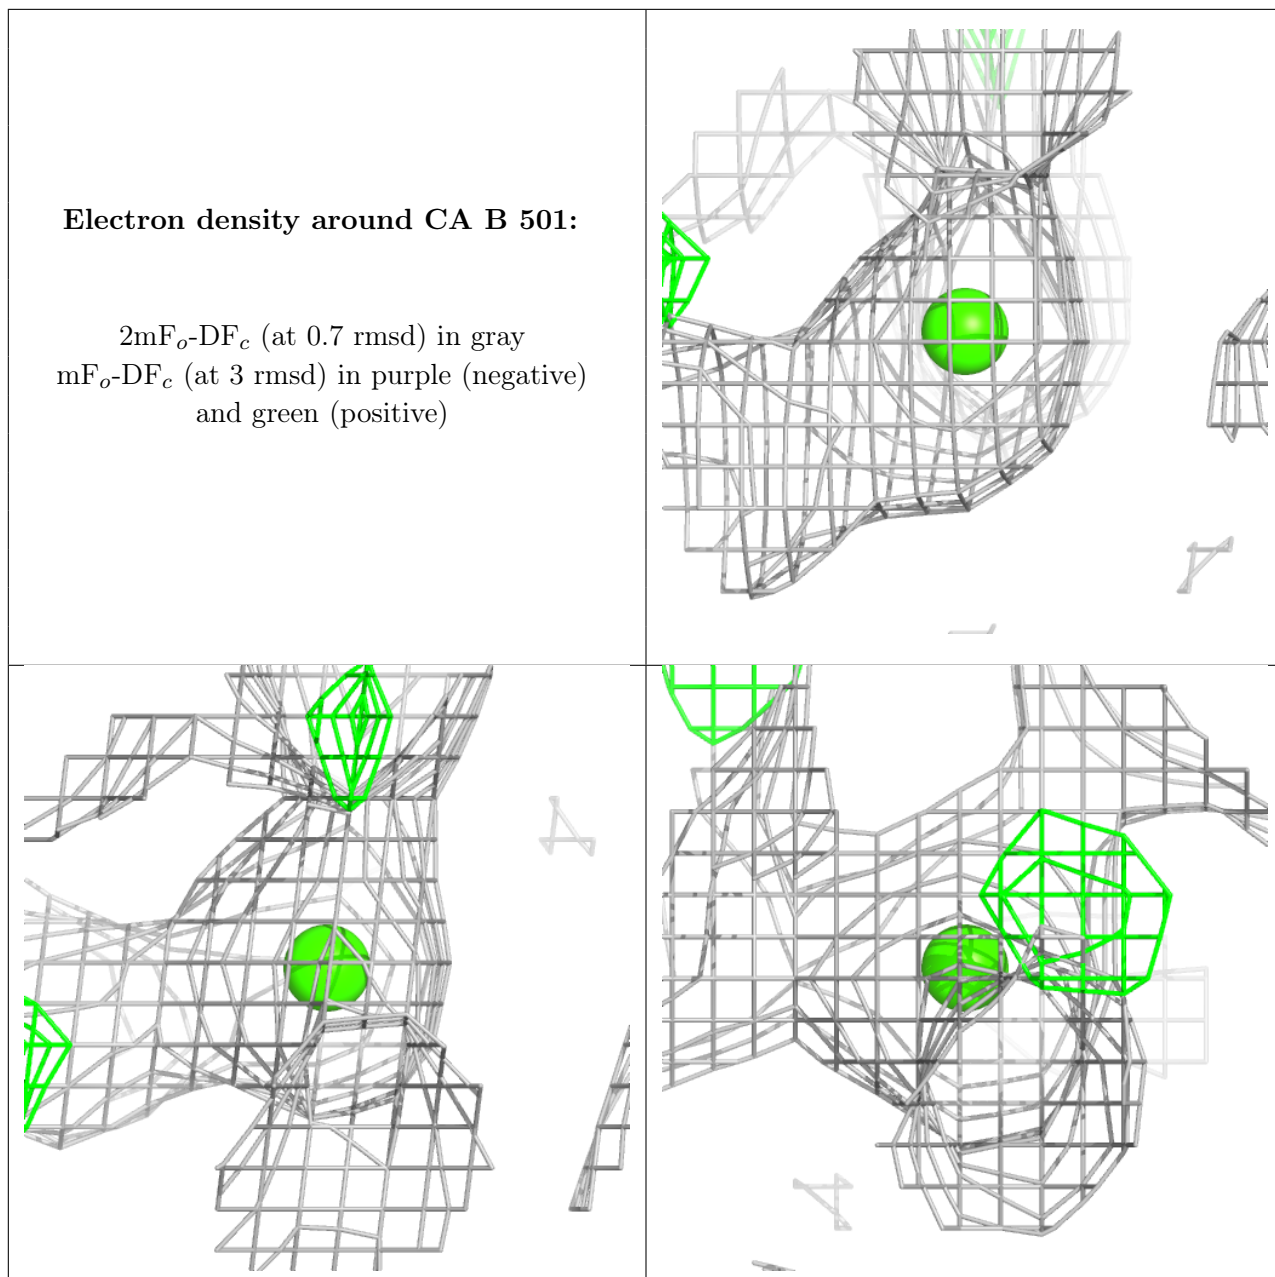 Electron density around CA B 501:
2mFo-DFc (at 0.7 rmsd) in gray
mFo-DFc (at 3 rmsd) in purple (negative)
and green (positive)